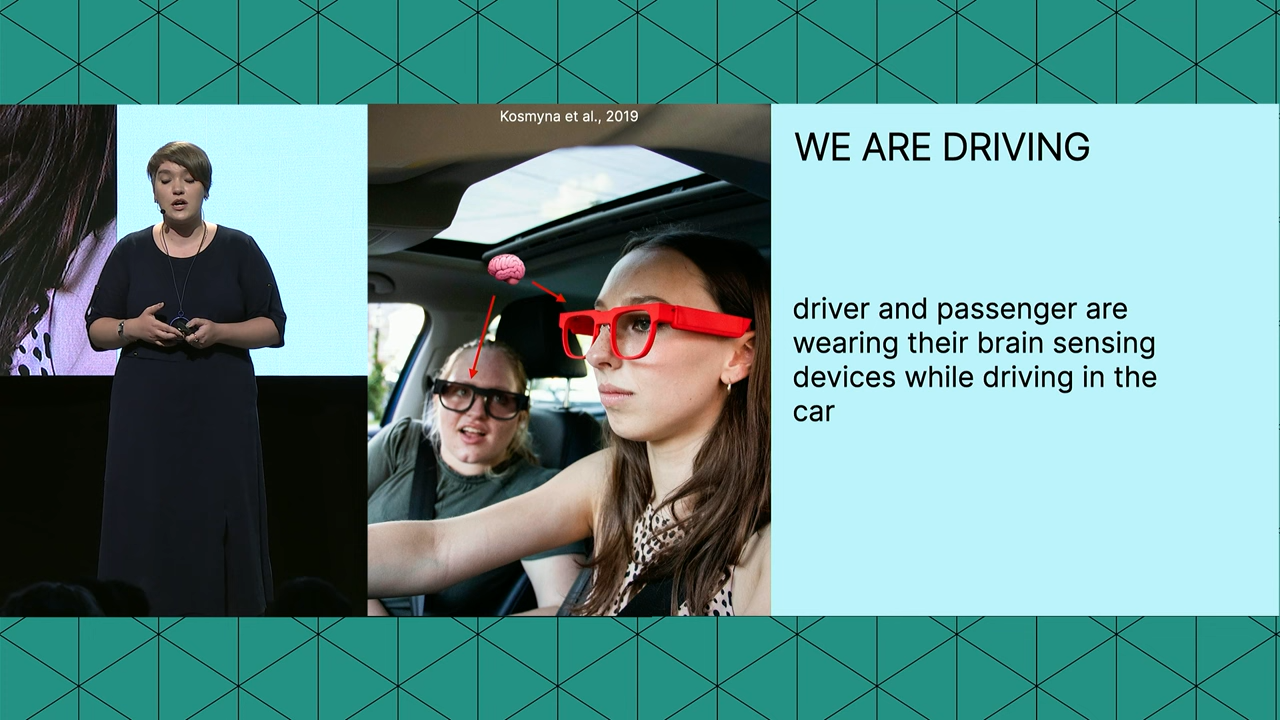 Kosmyna et al., 2019
WE ARE DRIVING
driver and passenger are
wearing their brain sensing
devices while driving in the
car